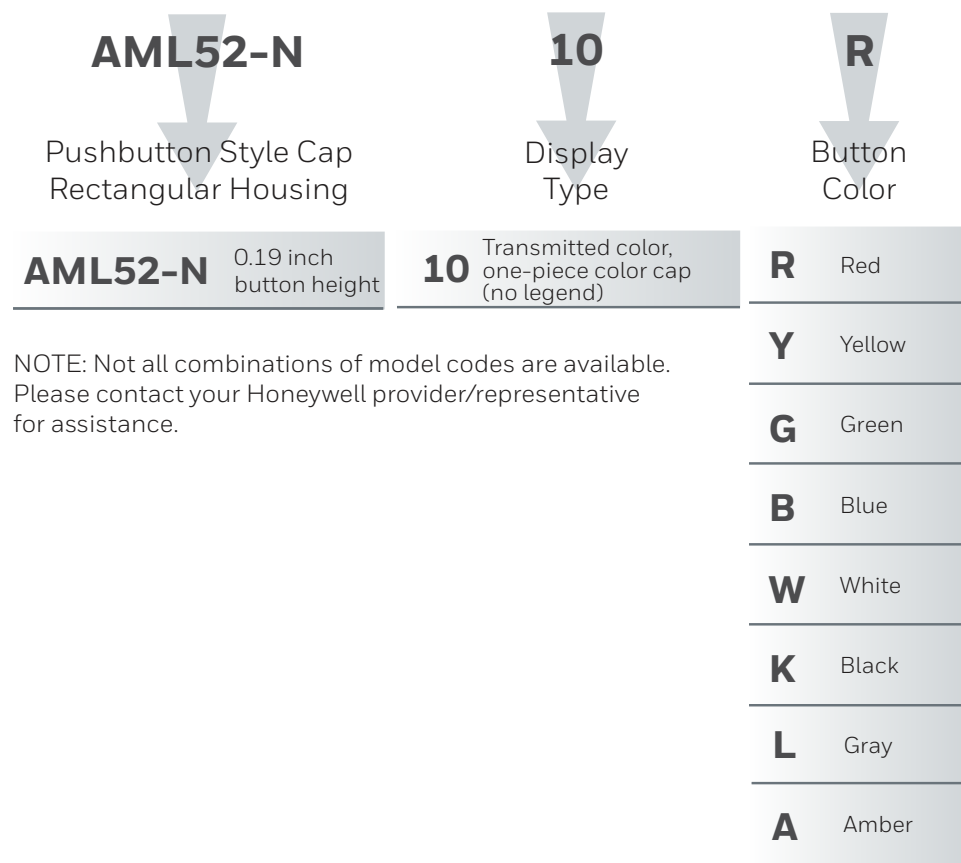 AML52-N
10
R
Pushbutton Style Cap
Rectangular Housing
Display
Type
Button
Color
AML52-N
0.19 inch
button height
10
Transmitted color,
one-piece color cap
(no legend)
R Red
Y Yellow
G Green
B Blue
W White
K Black
L Gray
A Amber
NOTE: Not all combinations of model codes are available.
Please contact your Honeywell provider/representative
for assistance.